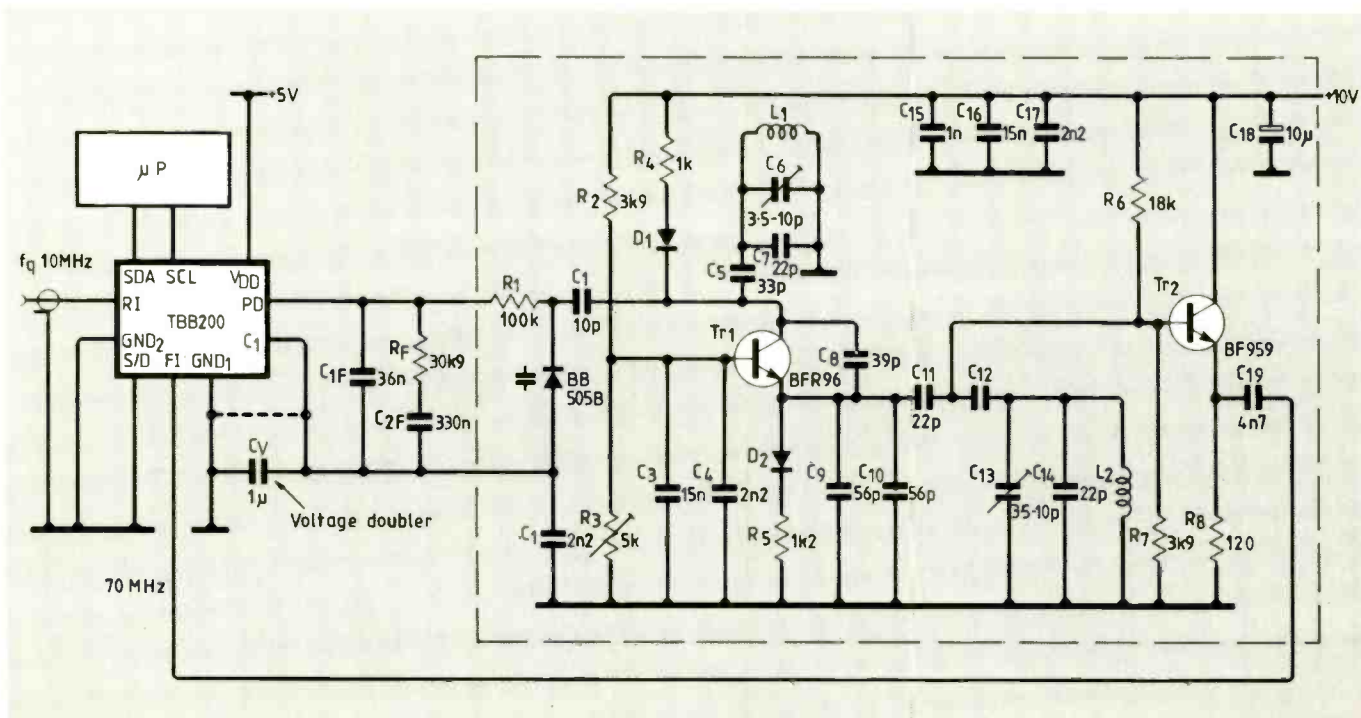 +5V
μP
fq 10MHz
SDA SCL VDD
RI PD
TBB200
GND2 C1
S/D FI GND1
C1F
36n
RF
30k9
C2F
330n
CV
1μ
Voltage doubler
70 MHz
R1
100k
C1
10p
BB
505B
C1
2n2
R2
3k9
R4
1k
D1
L1
C6
3·5-10p
C7
22p
C5
33p
Tr1
BFR96
C8
39p
C3
15n
C4
2n2
R3
5k
D2
R5
1k2
C9
56p
C10
56p
C11
22p
C12
C13
35-10p
C14
22p
L2
C15
1n
C16
15n
C17
2n2
R6
18k
Tr2
BF959
R7
3k9
R8
120
C19
4n7
C18
10μ
+10V